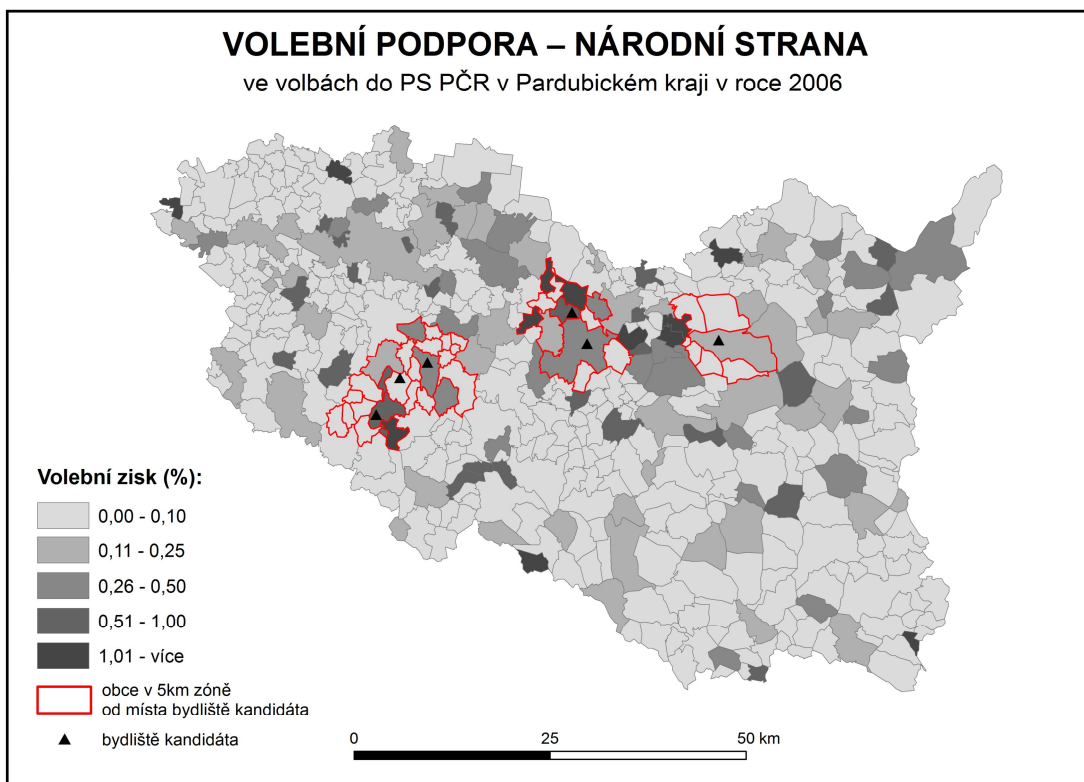 VOLEBNÍ PODPORA – NÁRODNÍ STRANA
ve volbách do PS PČR v Pardubickém kraji v roce 2006
Volební zisk (%):
0,00 - 0,10
0,11 - 0,25
0,26 - 0,50
0,51 - 1,00
1,01 - více
obce v 5km zóně
od místa bydliště kandidáta
bydliště kandidáta
0 25 50 km